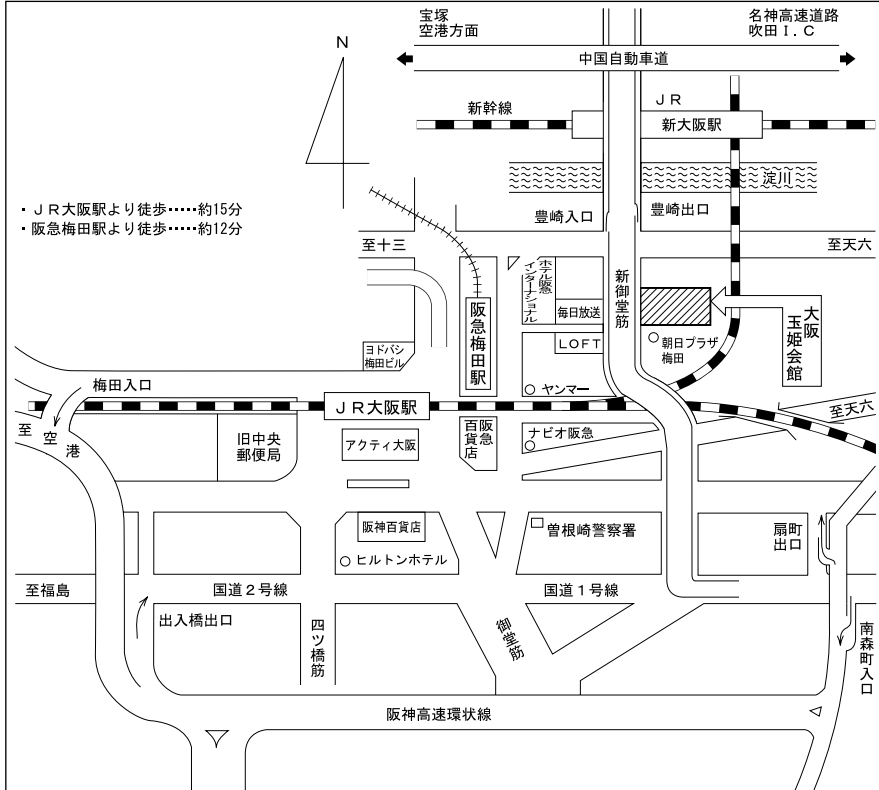 宝塚
空港方面
名神高速道路
吹田I.C
N
中国自動車道
新幹線
JR
新大阪駅
淀川
・JR大阪駅より徒歩‥‥‥約15分
・阪急梅田駅より徒歩‥‥‥約12分
豊崎入口
豊崎出口
至十三
至天六
ホテル阪急
インターナショナル
新御堂筋
毎日放送
阪急梅田駅
大阪
玉姫会館
LOFT
朝日プラザ
梅田
ヨドバシ
梅田ビル
梅田入口
ヤンマー
JR大阪駅
至天六
至空港
旧中央
郵便局
アクティ大阪
阪急
百貨店
ナビオ阪急
阪神百貨店
曽根崎警察署
扇町
出口
ヒルトンホテル
至福島
国道2号線
国道1号線
出入橋出口
四ツ橋筋
御堂筋
南森町入口
阪神高速環状線